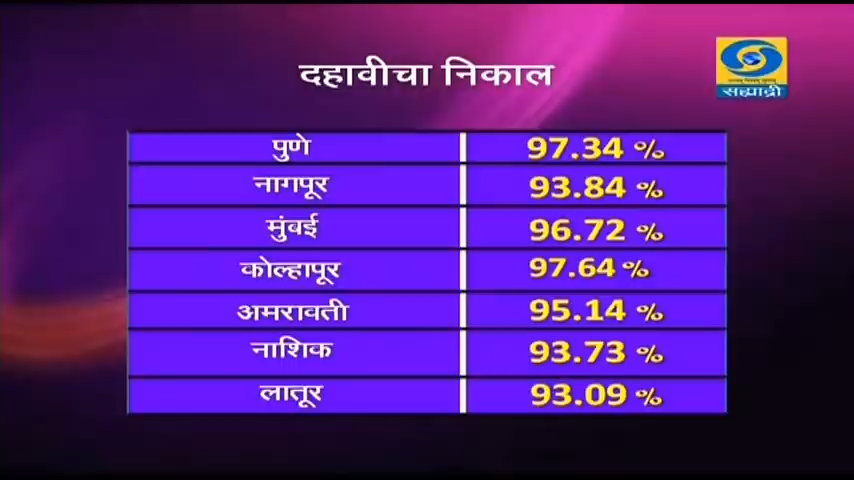 दहावीचा निकाल
सह्याद्री
पुणे 97.34 %
नागपूर 93.84 %
मुंबई 96.72 %
कोल्हापूर 97.64 %
अमरावती 95.14 %
नाशिक 93.73 %
लातूर 93.09 %